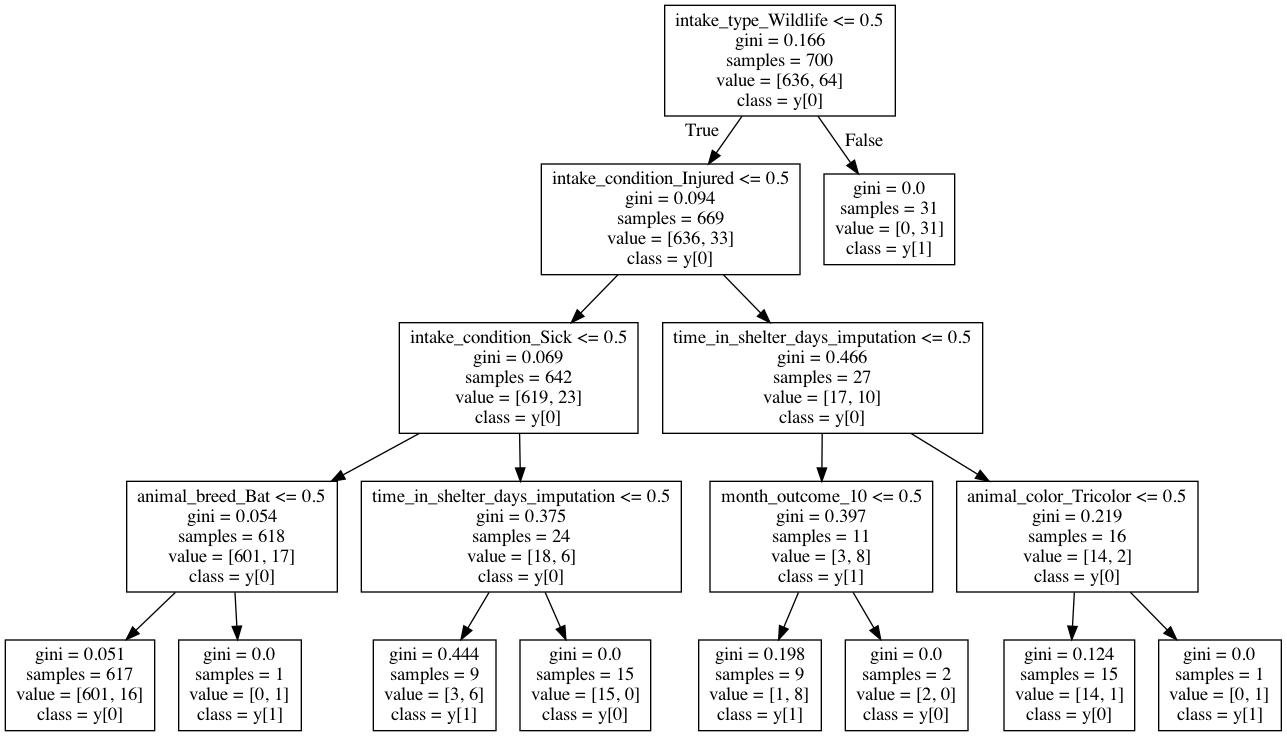 intake_type_Wildlife <= 0.5
gini = 0.166
samples = 700
value = [636, 64]
class = y[0]
True
False
intake_condition_Injured <= 0.5
gini = 0.094
samples = 669
value = [636, 33]
class = y[0]
gini = 0.0
samples = 31
value = [0, 31]
class = y[1]
intake_condition_Sick <= 0.5
gini = 0.069
samples = 642
value = [619, 23]
class = y[0]
time_in_shelter_days_imputation <= 0.5
gini = 0.466
samples = 27
value = [17, 10]
class = y[0]
animal_breed_Bat <= 0.5
gini = 0.054
samples = 618
value = [601, 17]
class = y[0]
time_in_shelter_days_imputation <= 0.5
gini = 0.375
samples = 24
value = [18, 6]
class = y[0]
month_outcome_10 <= 0.5
gini = 0.397
samples = 11
value = [3, 8]
class = y[1]
animal_color_Tricolor <= 0.5
gini = 0.219
samples = 16
value = [14, 2]
class = y[0]
gini = 0.051
samples = 617
value = [601, 16]
class = y[0]
gini = 0.0
samples = 1
value = [0, 1]
class = y[1]
gini = 0.444
samples = 9
value = [3, 6]
class = y[1]
gini = 0.0
samples = 15
value = [15, 0]
class = y[0]
gini = 0.198
samples = 9
value = [1, 8]
class = y[1]
gini = 0.0
samples = 2
value = [2, 0]
class = y[0]
gini = 0.124
samples = 15
value = [14, 1]
class = y[0]
gini = 0.0
samples = 1
value = [0, 1]
class = y[1]